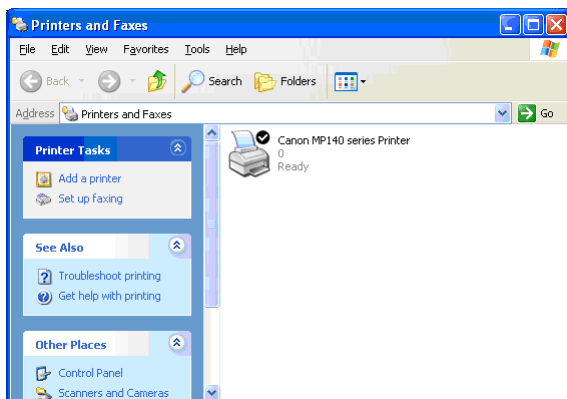 Printers and Faxes
File Edit View Favorites Tools Help
Back Search Folders
Address Printers and Faxes Go
Printer Tasks
Add a printer
Set up faxing
See Also
Troubleshoot printing
Get help with printing
Other Places
Control Panel
Scanners and Cameras
Canon MP140 series Printer
0
Ready